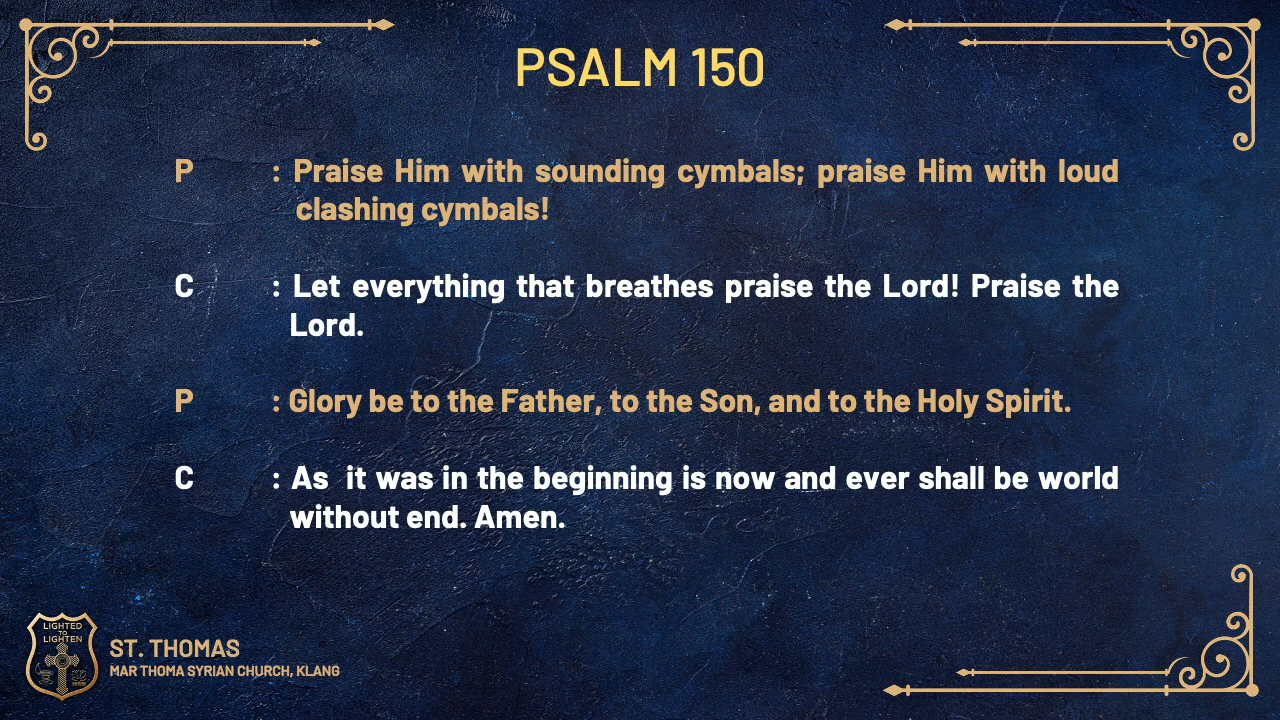 PSALM 150
P : Praise Him with sounding cymbals; praise Him with loud
clashing cymbals!
C : Let everything that breathes praise the Lord! Praise the
Lord.
P : Glory be to the Father, to the Son, and to the Holy Spirit.
C : As it was in the beginning is now and ever shall be world
without end. Amen.
LIGHTED
TO
LIGHTEN
ST. THOMAS
MAR THOMA SYRIAN CHURCH, KLANG